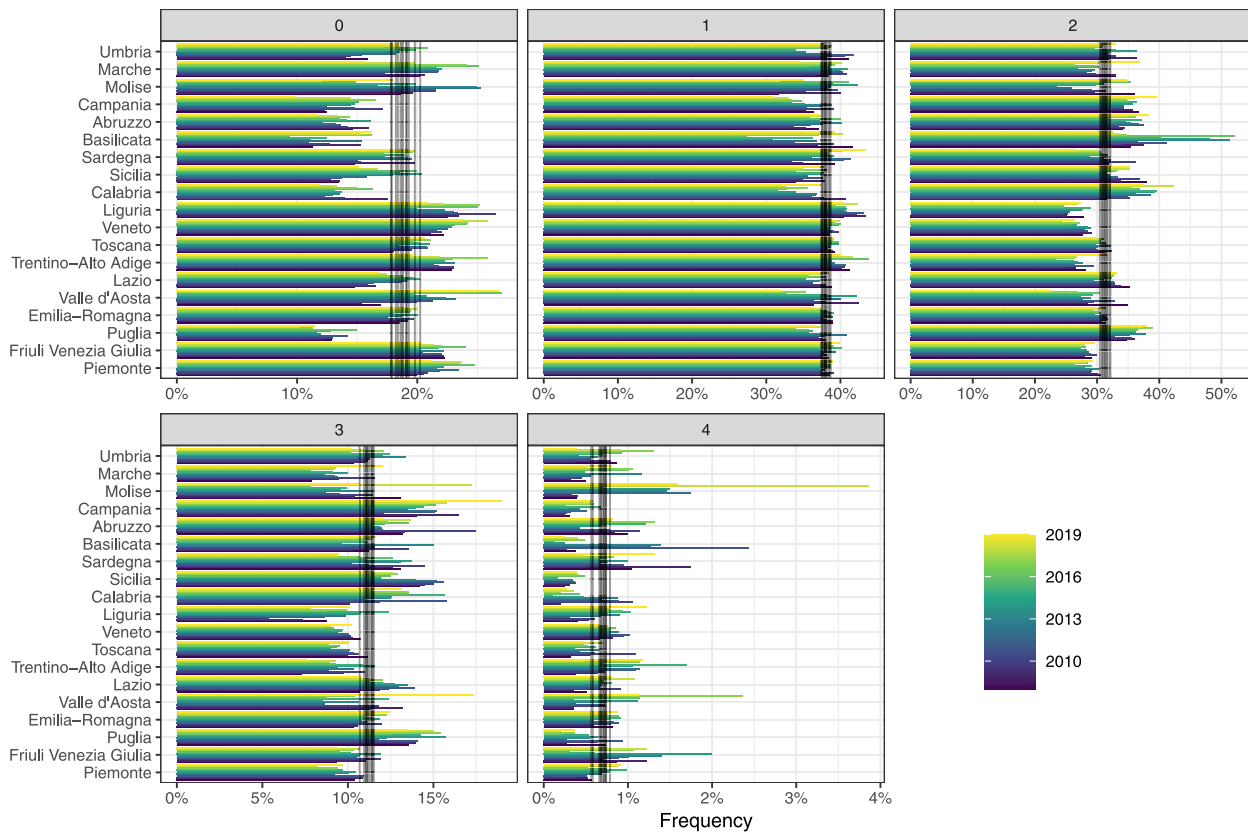 0
1
2
Umbria
Marche
Molise
Campania
Abruzzo
Basilicata
Sardegna
Sicilia
Calabria
Liguria
Veneto
Toscana
Trentino−Alto Adige
Lazio
Valle d'Aosta
Emilia−Romagna
Puglia
Friuli Venezia Giulia
Piemonte
0% 10% 20%
0% 10% 20% 30% 40%
0% 10% 20% 30% 40% 50%
3
4
Umbria
Marche
Molise
Campania
Abruzzo
Basilicata
Sardegna
Sicilia
Calabria
Liguria
Veneto
Toscana
Trentino−Alto Adige
Lazio
Valle d'Aosta
Emilia−Romagna
Puglia
Friuli Venezia Giulia
Piemonte
0% 5% 10% 15%
0% 1% 2% 3% 4%
Frequency
2019
2016
2013
2010